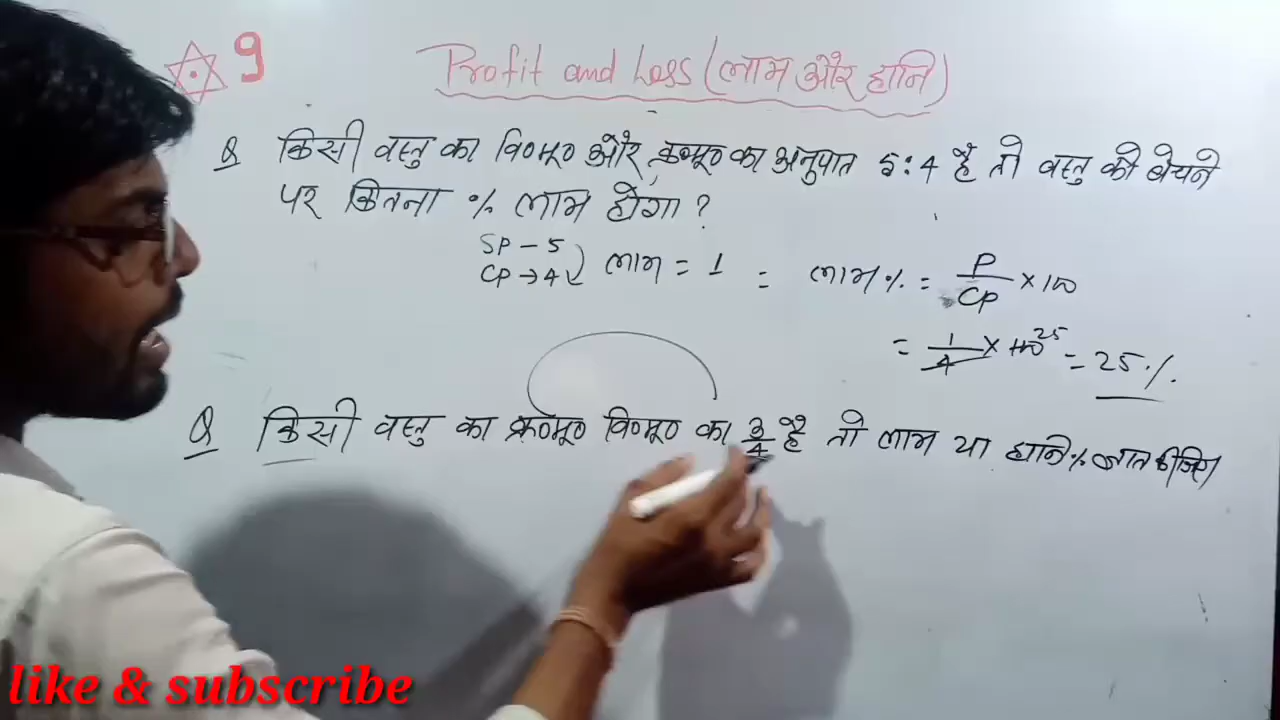 9 Profit and Loss (लाभ और हानि)
Q किसी वस्तु का वि०मू० और क्र०मू० का अनुपात 5:4 है तो वस्तु को बेचने
पर कितना % लाभ होगा ?
SP - 5
CP → 4
लाभ = 1 = लाभ % = P/CP × 100
= 1/4 × 100 25 = 25 %
Q किसी वस्तु का क्र०मू० वि०मू० का 3/4 है तो लाभ या हानि % ज्ञात कीजिए
like & subscribe